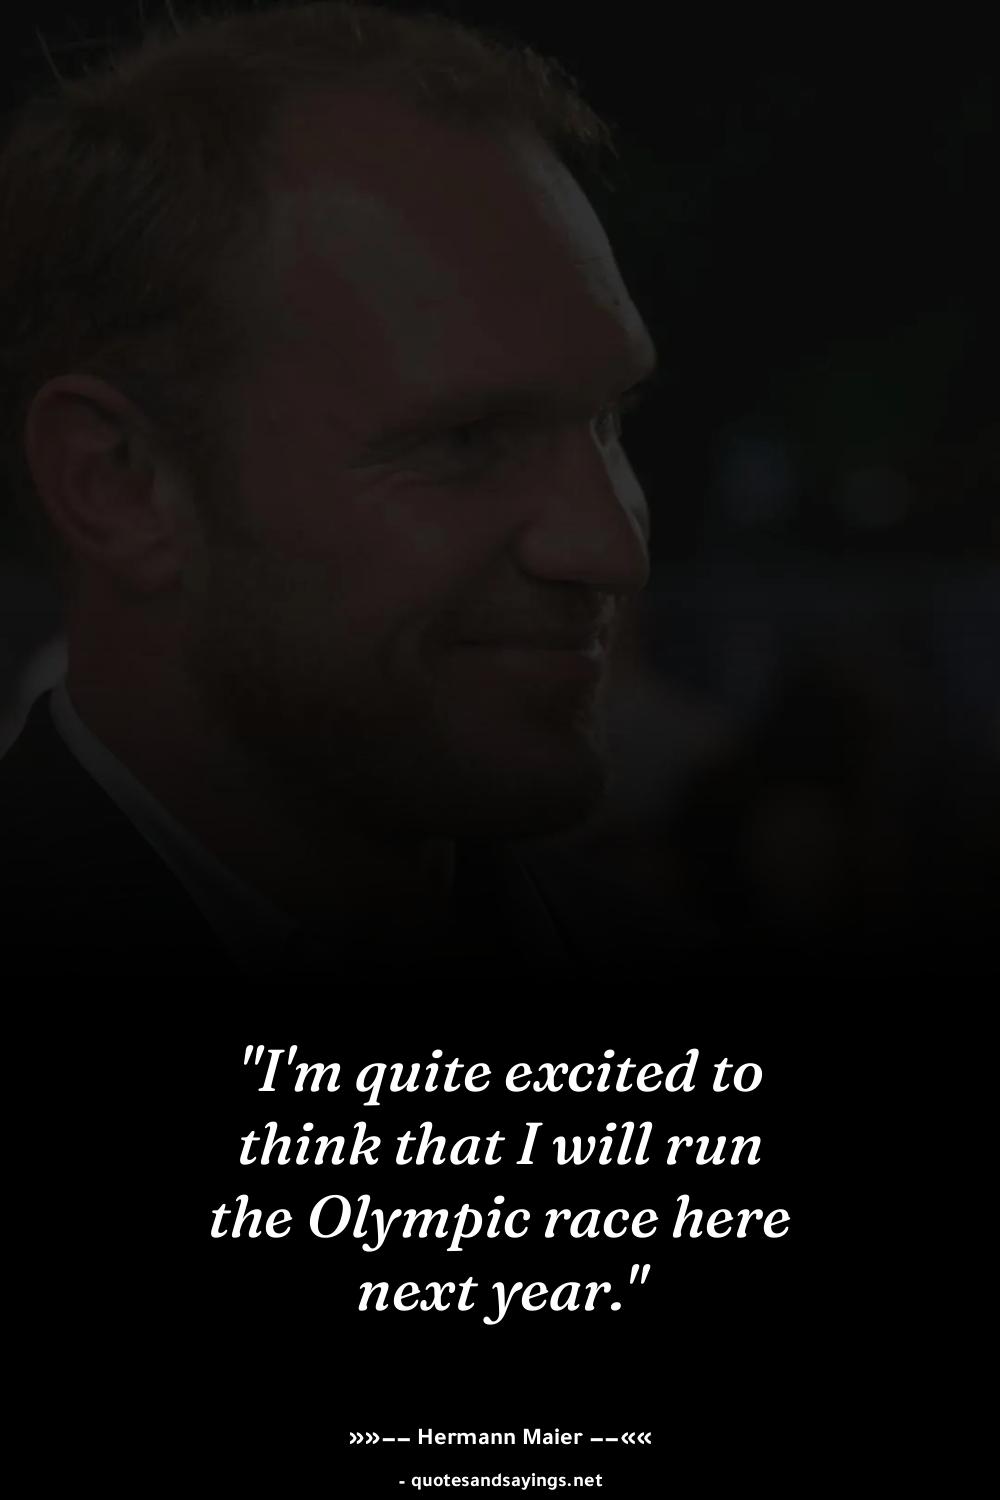 "I'm quite excited to
think that I will run
the Olympic race here
next year."
»»−− Hermann Maier −−««
- quotesandsayings.net